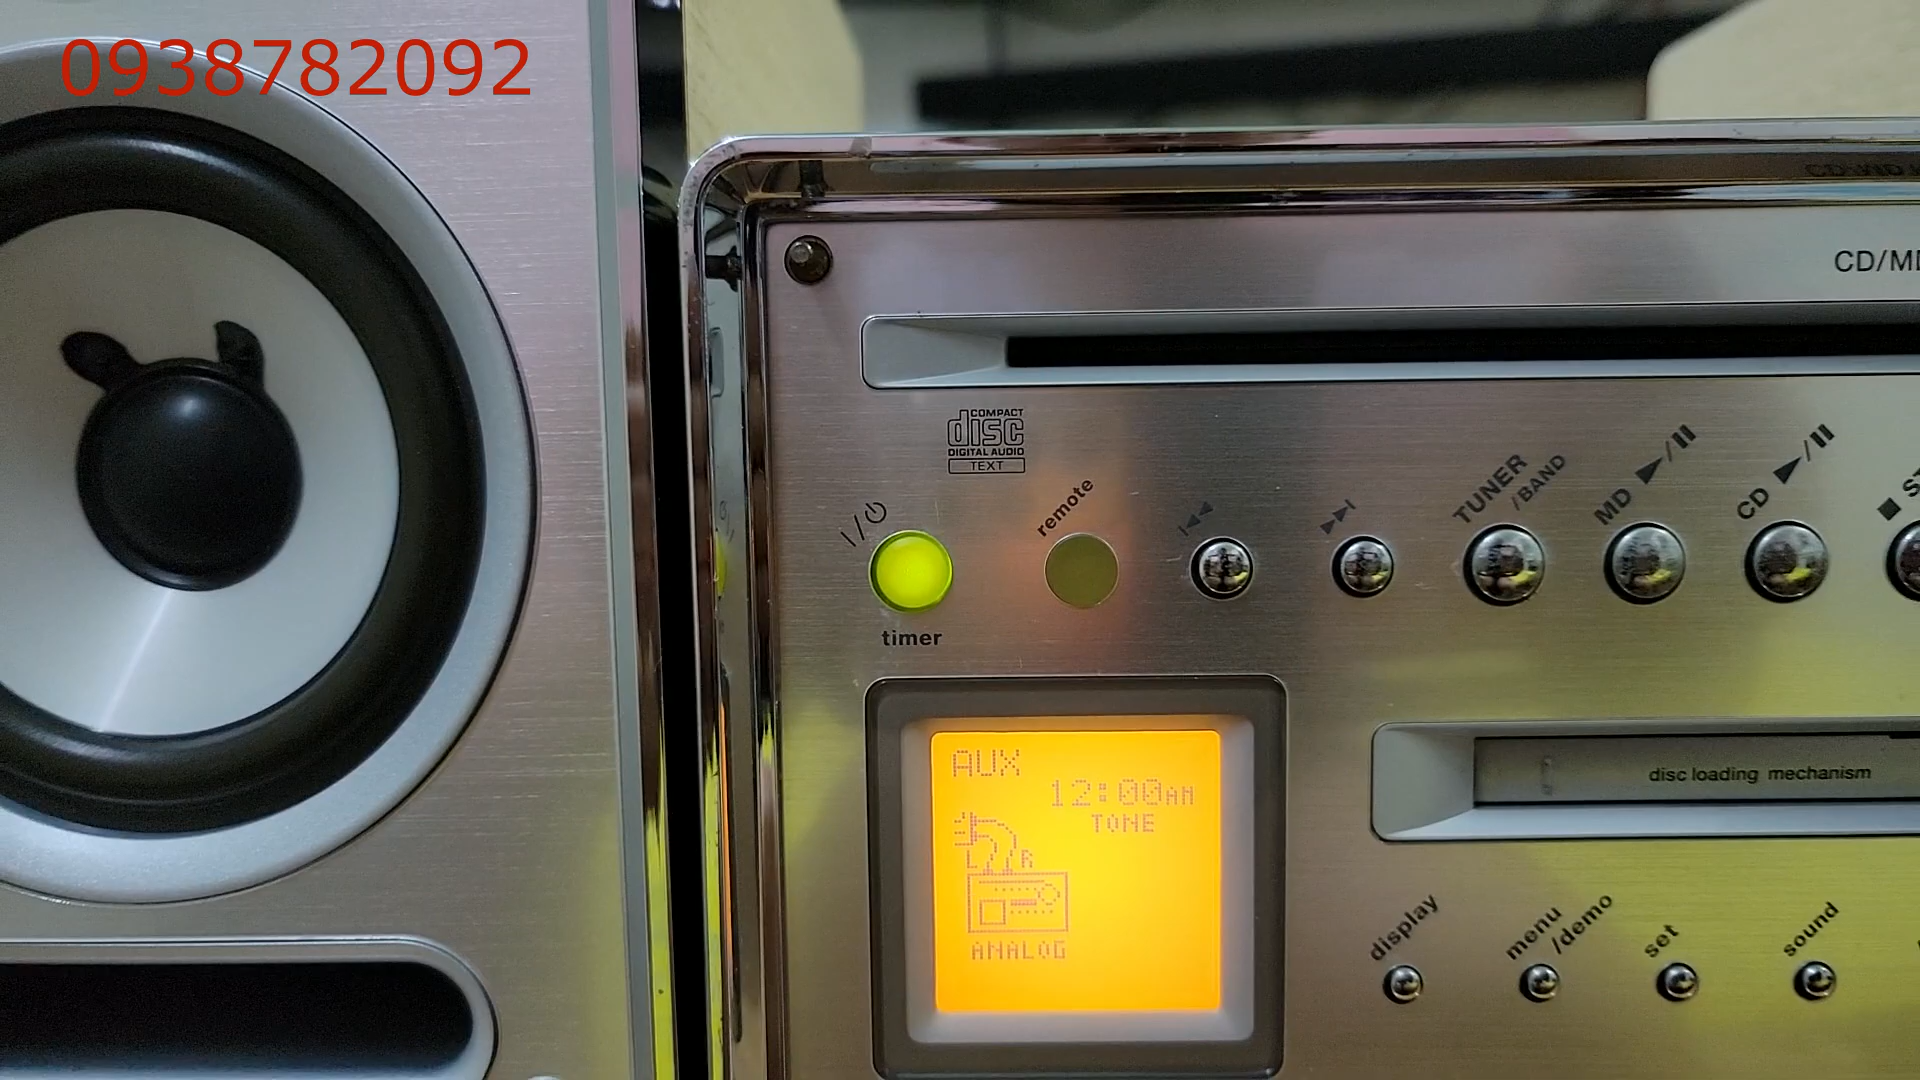 0938782092
CD/M
COMPACT
disc
DIGITAL AUDIO
TEXT
I/⏻
remote
TUNER
/BAND
MD ▶/II
CD ▶/II
timer
AUX
12:00AM
TONE
L R
ANALOG
disc loading mechanism
display
menu
/demo
set
sound